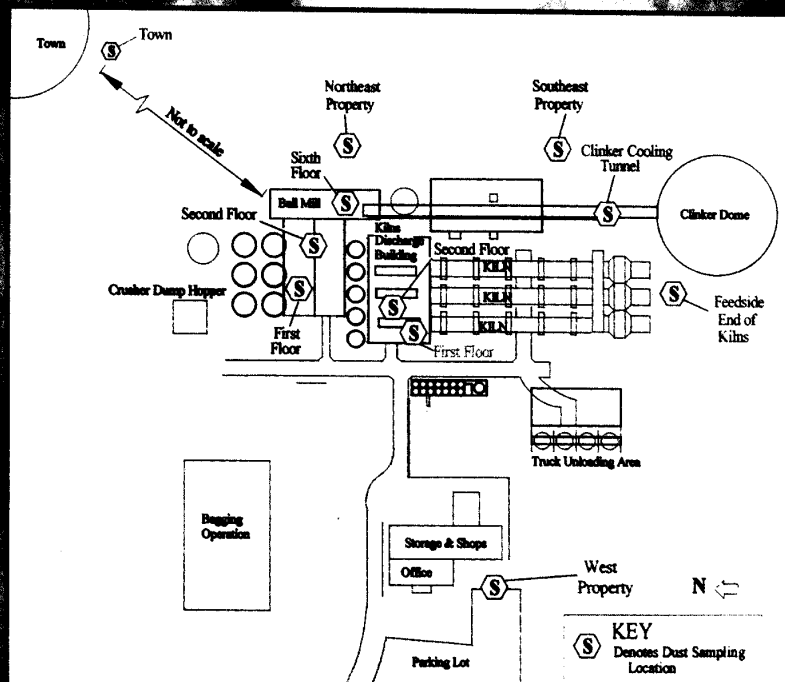 Town
S
Town
Not to scale
Northeast
Property
S
Southeast
Property
S
Sixth
Floor
S
Clinker Cooling
Tunnel
S
Ball Mill
Clinker Dome
Second Floor
S
Kilns
Discharge
Building
Second Floor
S
KILN
KILN
KILN
Crusher Dump Hopper
S
First
Floor
S
First Floor
S
Feedside
End of
Kilns
Truck Unloading Area
Bagging
Operation
Storage & Shops
Office
West
Property
S
N
Parking Lot
KEY
S
Denotes Dust Sampling
Location